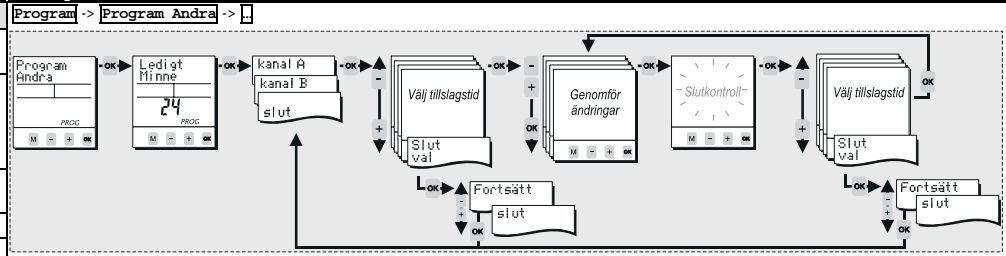 Program -> Program Andra -> …
Program
Andra
PROG
M - + OK
OK
Ledigt
Minne
24
PROG
M - + OK
OK
kanal A
kanal B
slut
OK
-
+
Välj tillslagstid
Slut
val
OK
-
+
OK
Genomför
ändringar
M - + OK
OK
Slutkontroll
M - + OK
OK
-
+
Välj tillslagstid
Slut
val
OK
OK
-
+
OK
Fortsätt
slut
OK
-
+
OK
Fortsätt
slut